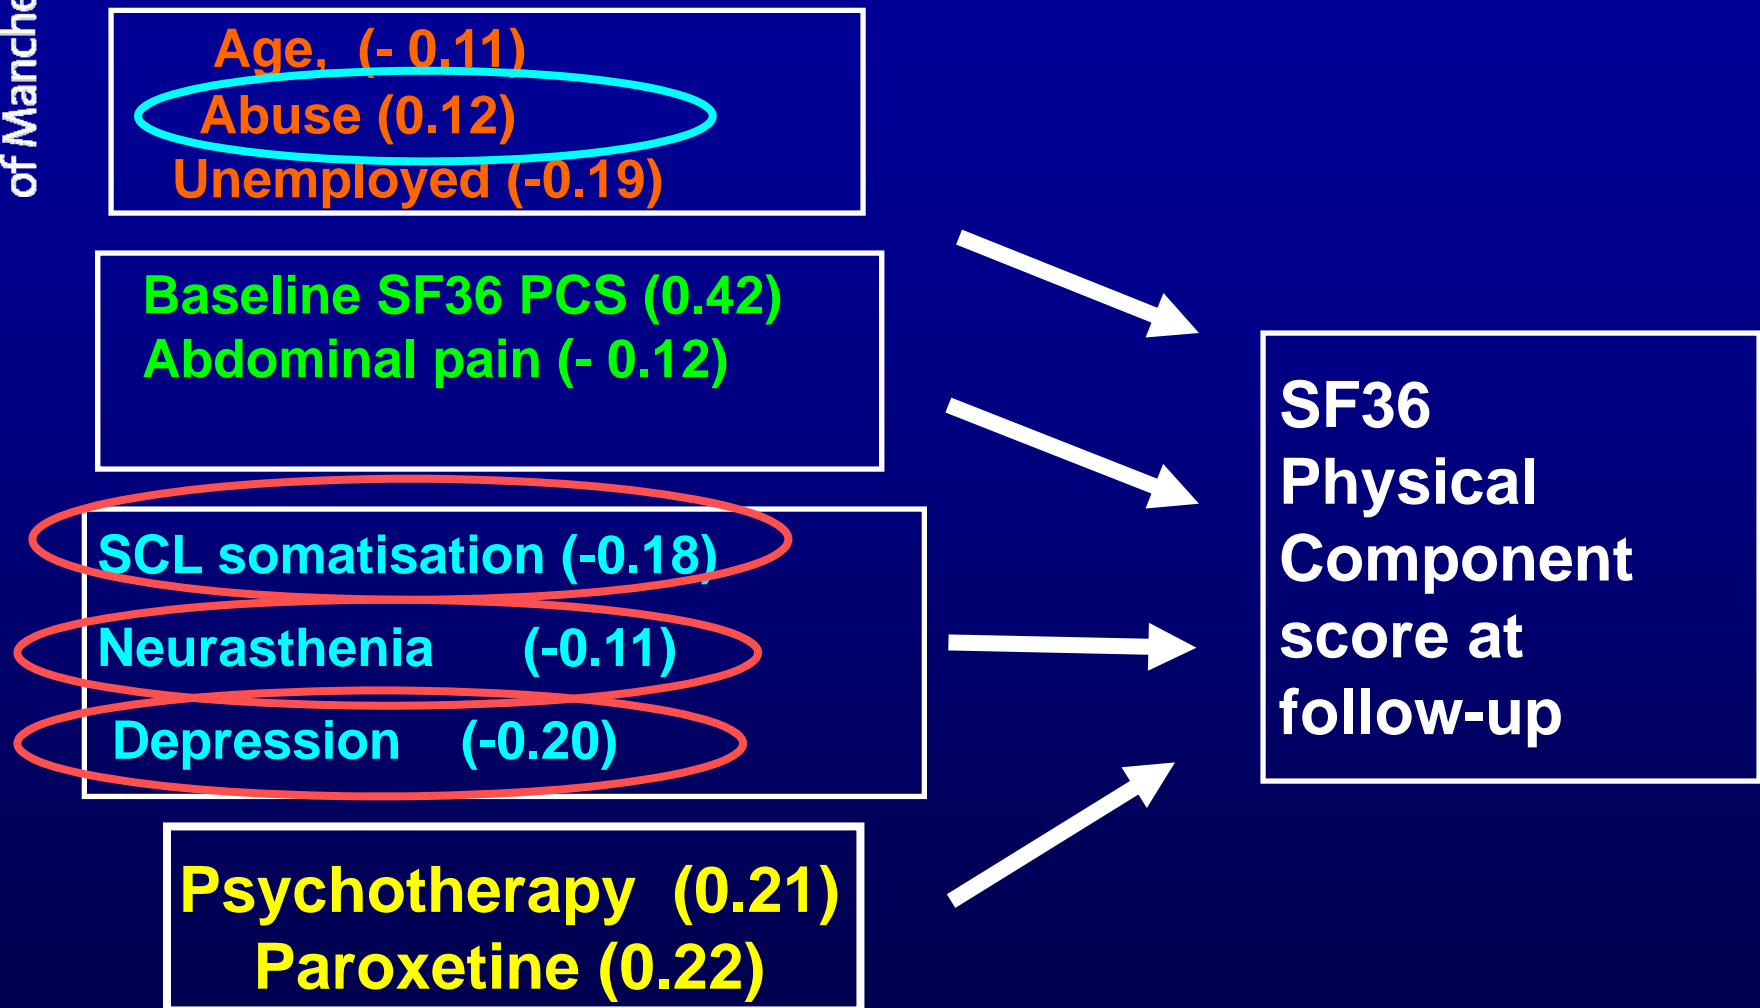 of Manche
Age, (- 0.11)
Abuse (0.12)
Unemployed (-0.19)
Baseline SF36 PCS (0.42)
Abdominal pain (- 0.12)
SCL somatisation (-0.18)
Neurasthenia (-0.11)
Depression (-0.20)
Psychotherapy (0.21)
Paroxetine (0.22)
SF36
Physical
Component
score at
follow-up